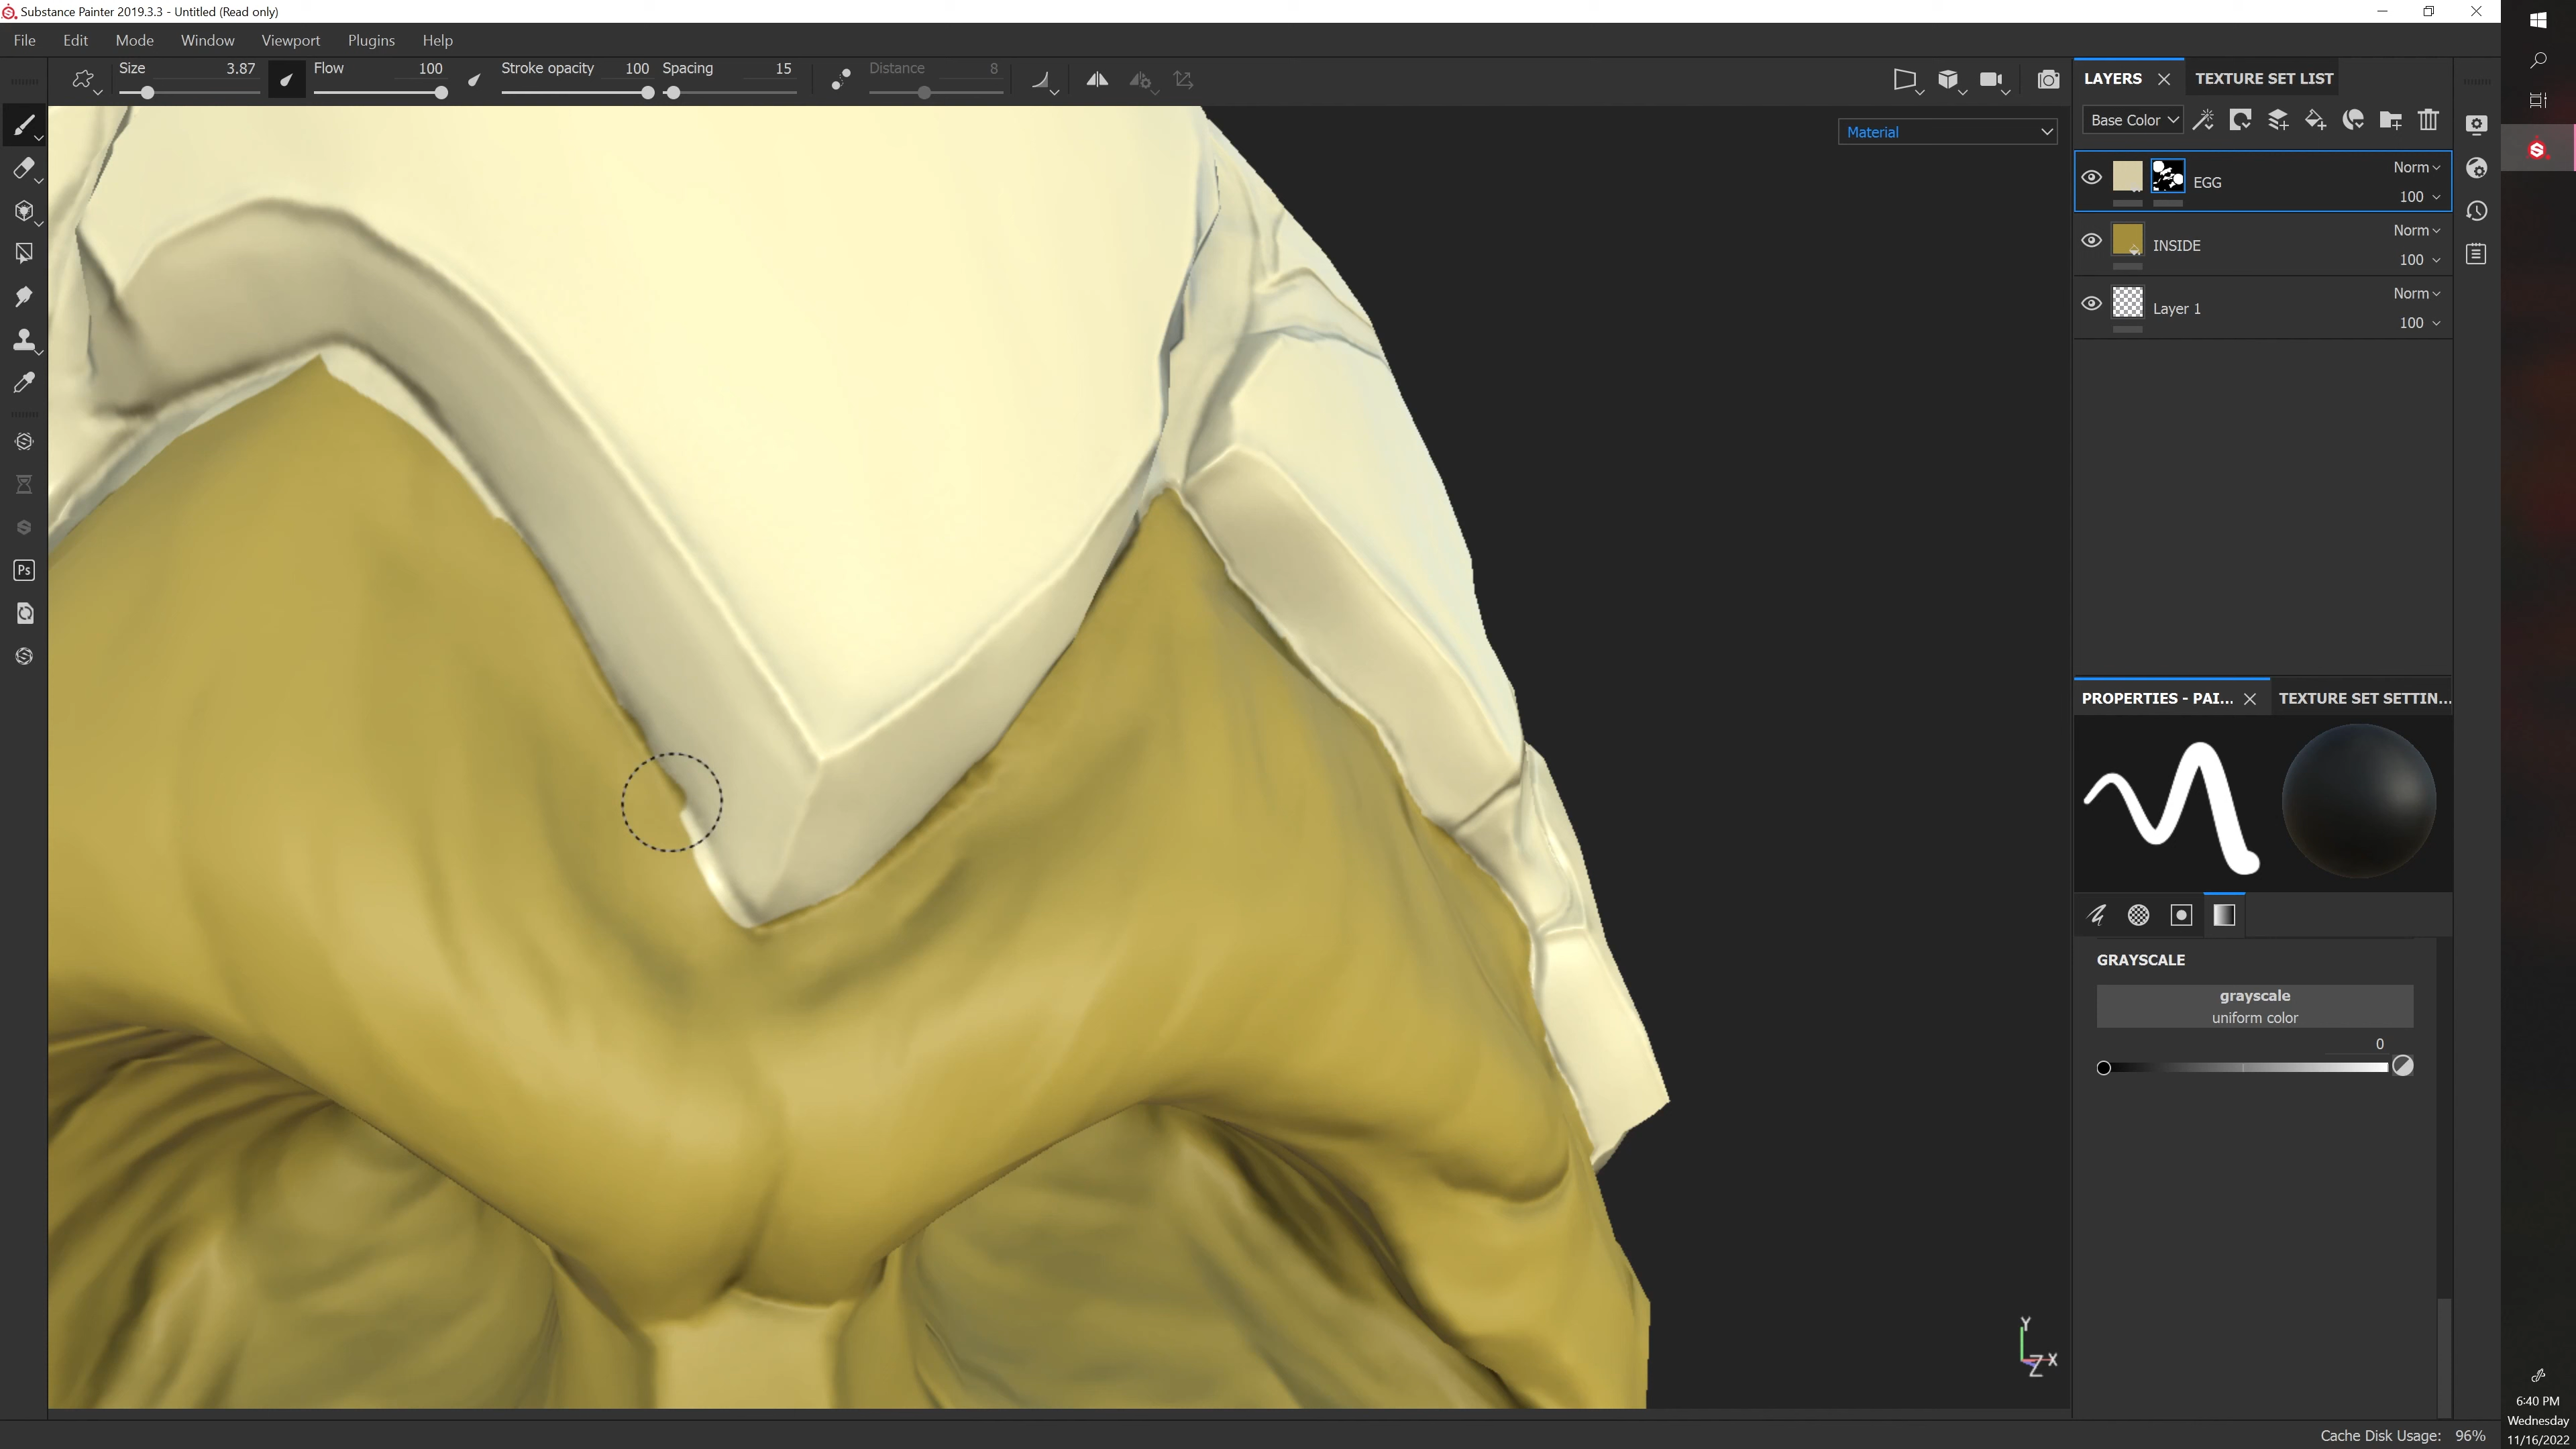 Substance Painter 2019.3.3 - Untitled (Read only)
File Edit Mode Window Viewport Plugins Help
Size 3.87 Flow 100 Stroke opacity 100 Spacing 15 Distance 8
LAYERS TEXTURE SET LIST
Base Color
Material
Norm
EGG
100
Norm
INSIDE
100
Norm
Layer 1
100
Ps
PROPERTIES - PAI... TEXTURE SET SETTIN...
GRAYSCALE
grayscale
uniform color
0
Y
X
Z
6:40 PM
Wednesday
11/16/2022
Cache Disk Usage: 96%